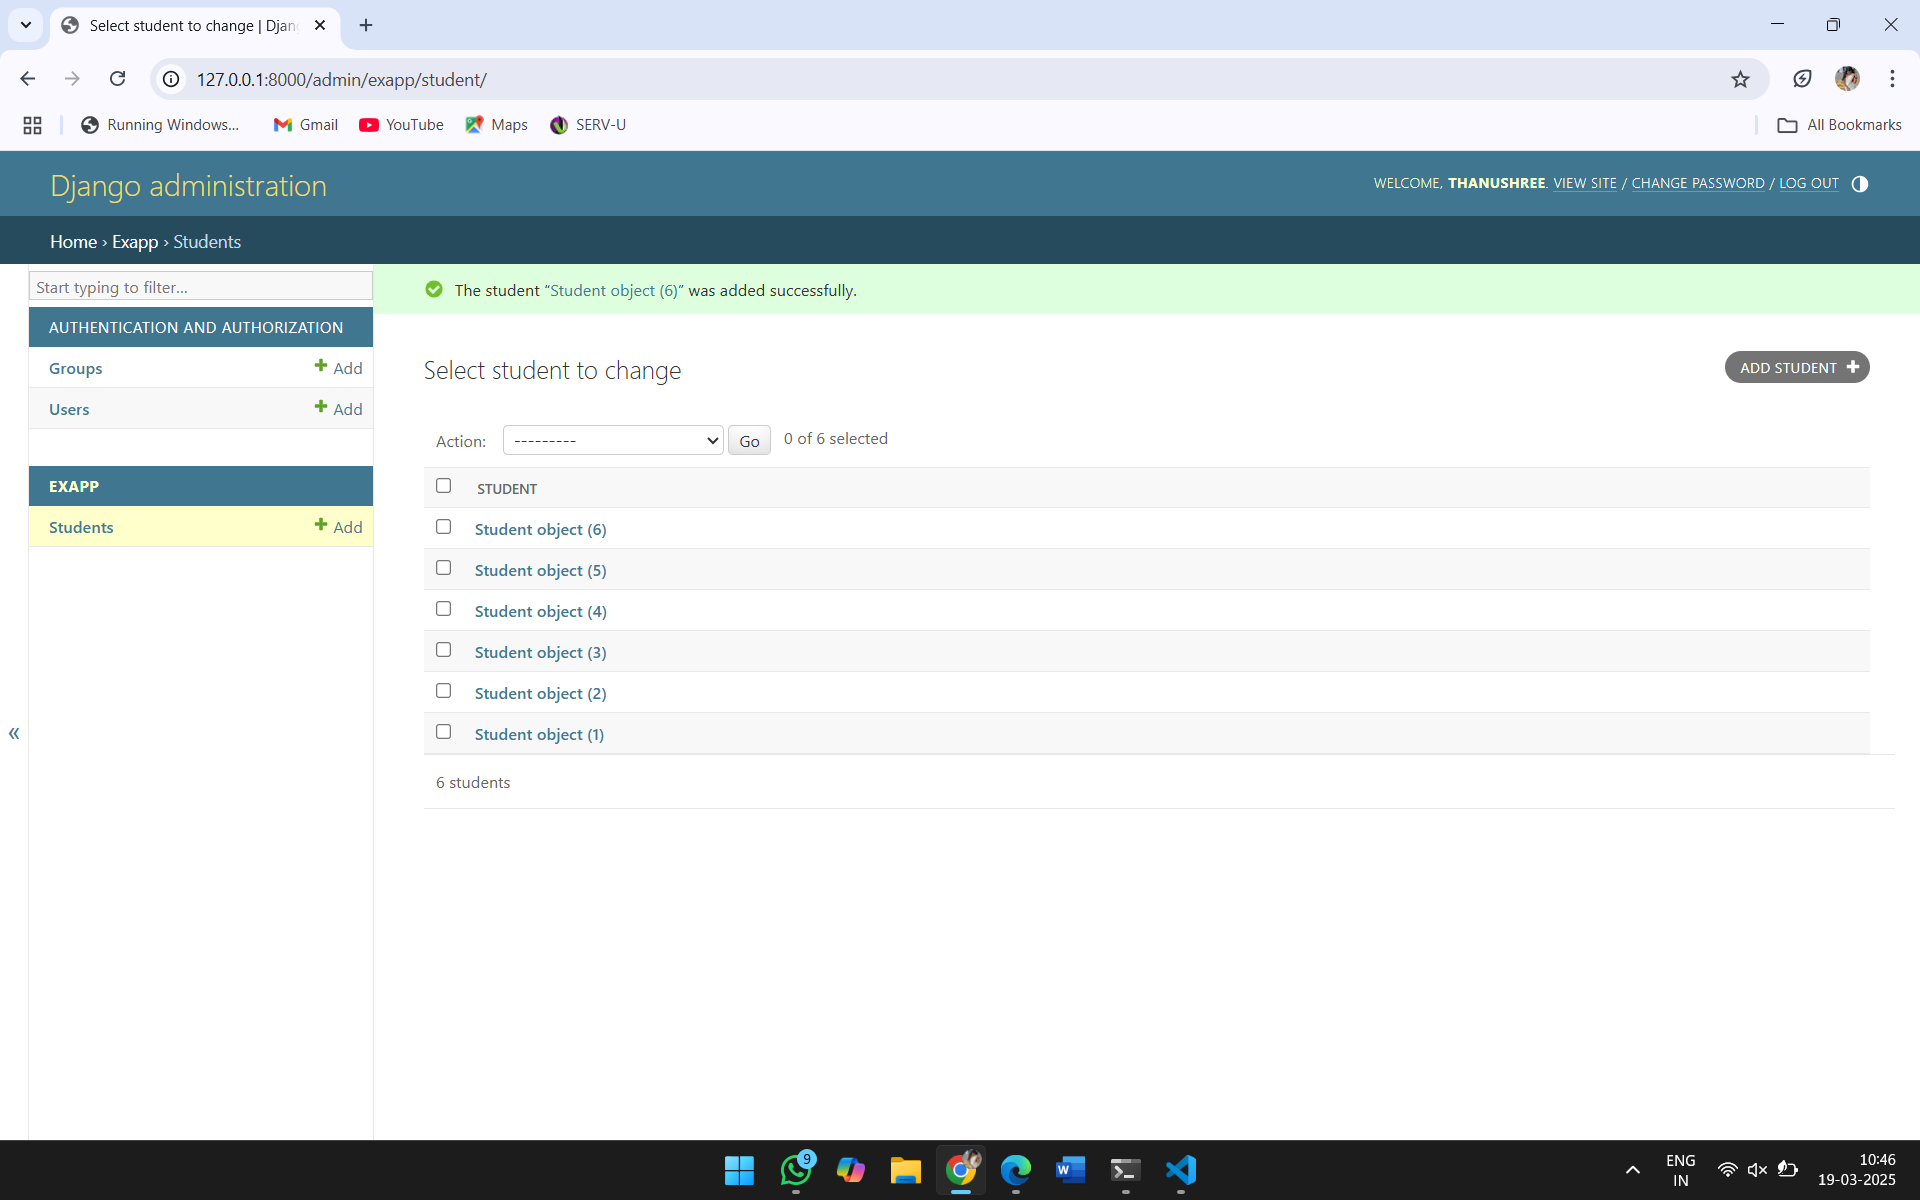 Select student to change | Djan
127.0.0.1:8000/admin/exapp/student/
Running Windows...
Gmail
YouTube
Maps
SERV-U
All Bookmarks
Django administration
WELCOME, THANUSHREE. VIEW SITE / CHANGE PASSWORD / LOG OUT
Home › Exapp › Students
Start typing to filter...
AUTHENTICATION AND AUTHORIZATION
Groups
Add
Users
Add
EXAPP
Students
Add
«
The student “Student object (6)” was added successfully.
Select student to change
ADD STUDENT
Action:
---------
Go
0 of 6 selected
STUDENT
Student object (6)
Student object (5)
Student object (4)
Student object (3)
Student object (2)
Student object (1)
6 students
9
ENG
IN
10:46
19-03-2025